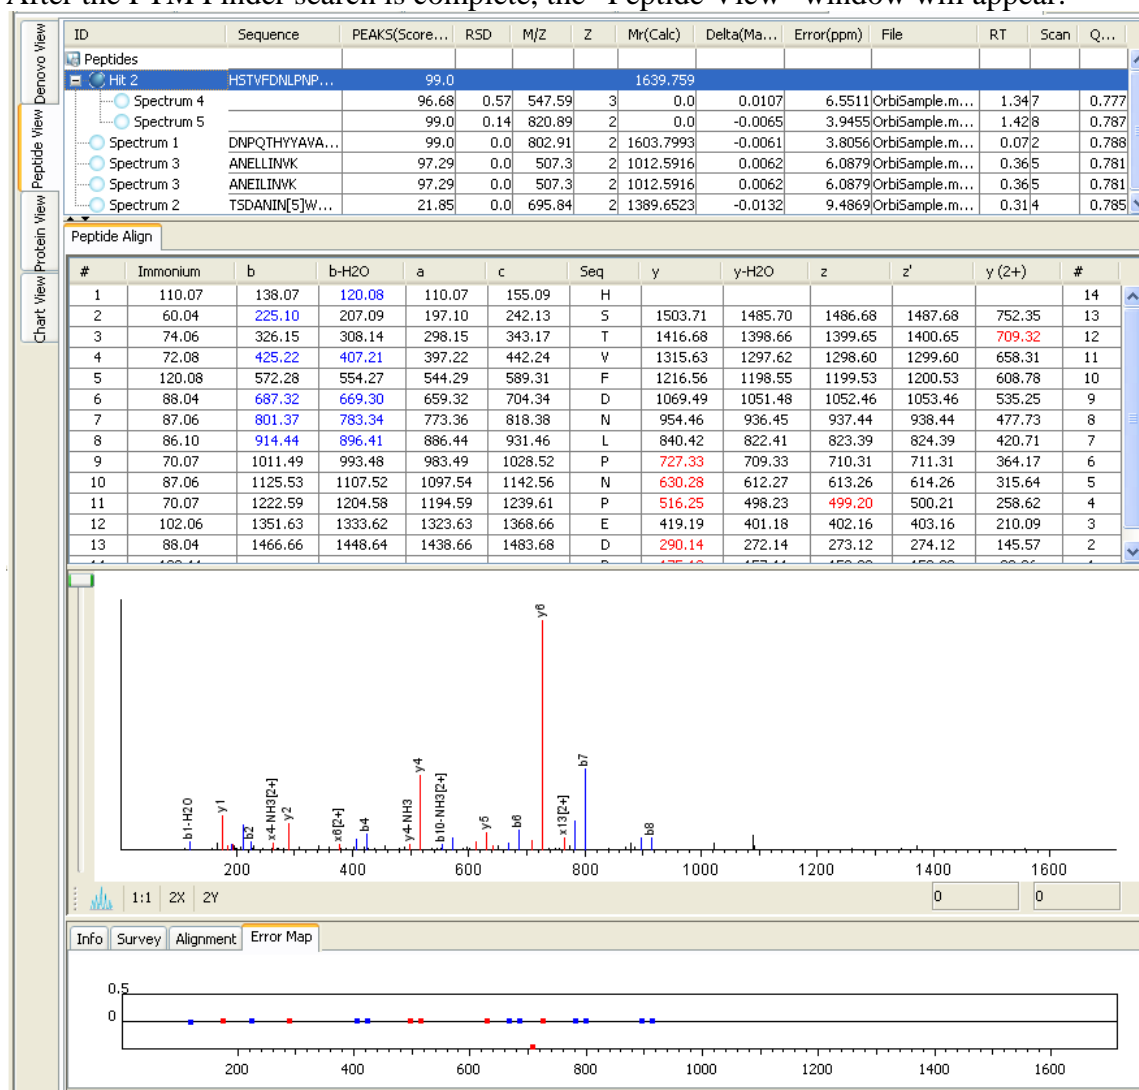 After the PTM Finder search is complete, the "Peptide View" window will appear.
Denovo View
Peptide View
Protein View
Chart View
ID Sequence PEAKS(Score... RSD M/Z Z Mr(Calc) Delta(Ma... Error(ppm) File RT Scan Q...
Peptides
Hit 2 HSTVFDNLPNP... 99.0 1639.759
Spectrum 4 96.68 0.57 547.59 3 0.0 0.0107 6.5511 OrbiSample.m... 1.34 7 0.777
Spectrum 5 99.0 0.14 820.89 2 0.0 -0.0065 3.9455 OrbiSample.m... 1.42 8 0.787
Spectrum 1 DNPQTHYYAVA... 99.0 0.0 802.91 2 1603.7993 -0.0061 3.8056 OrbiSample.m... 0.07 2 0.788
Spectrum 3 ANELLINVK 97.29 0.0 507.3 2 1012.5916 0.0062 6.0879 OrbiSample.m... 0.36 5 0.781
Spectrum 3 ANEILINVK 97.29 0.0 507.3 2 1012.5916 0.0062 6.0879 OrbiSample.m... 0.36 5 0.781
Spectrum 2 TSDANIN[5]W... 21.85 0.0 695.84 2 1389.6523 -0.0132 9.4869 OrbiSample.m... 0.31 4 0.785
Peptide Align
# Immonium b b-H2O a c Seq y y-H2O z z' y (2+) #
1 110.07 138.07 120.08 110.07 155.09 H 14
2 60.04 225.10 207.09 197.10 242.13 S 1503.71 1485.70 1486.68 1487.68 752.35 13
3 74.06 326.15 308.14 298.15 343.17 T 1416.68 1398.66 1399.65 1400.65 709.32 12
4 72.08 425.22 407.21 397.22 442.24 V 1315.63 1297.62 1298.60 1299.60 658.31 11
5 120.08 572.28 554.27 544.29 589.31 F 1216.56 1198.55 1199.53 1200.53 608.78 10
6 88.04 687.32 669.30 659.32 704.34 D 1069.49 1051.48 1052.46 1053.46 535.25 9
7 87.06 801.37 783.34 773.36 818.38 N 954.46 936.45 937.44 938.44 477.73 8
8 86.10 914.44 896.41 886.44 931.46 L 840.42 822.41 823.39 824.39 420.71 7
9 70.07 1011.49 993.48 983.49 1028.52 P 727.33 709.33 710.31 711.31 364.17 6
10 87.06 1125.53 1107.52 1097.54 1142.56 N 630.28 612.27 613.26 614.26 315.64 5
11 70.07 1222.59 1204.58 1194.59 1239.61 P 516.25 498.23 499.20 500.21 258.62 4
12 102.06 1351.63 1333.62 1323.63 1368.66 E 419.19 401.18 402.16 403.16 210.09 3
13 88.04 1466.66 1448.64 1438.66 1483.68 D 290.14 272.14 273.12 274.12 145.57 2
b1-H2O y1 b2 x4-NH3[2+] y2 x6[2+] b4 y4-NH3 y4 b10-NH3[2+] y5 b6 y6 x13[2+] b7 b8
200 400 600 800 1000 1200 1400 1600
1:1 2X 2Y 0 0
Info Survey Alignment Error Map
0.5
0
200 400 600 800 1000 1200 1400 1600